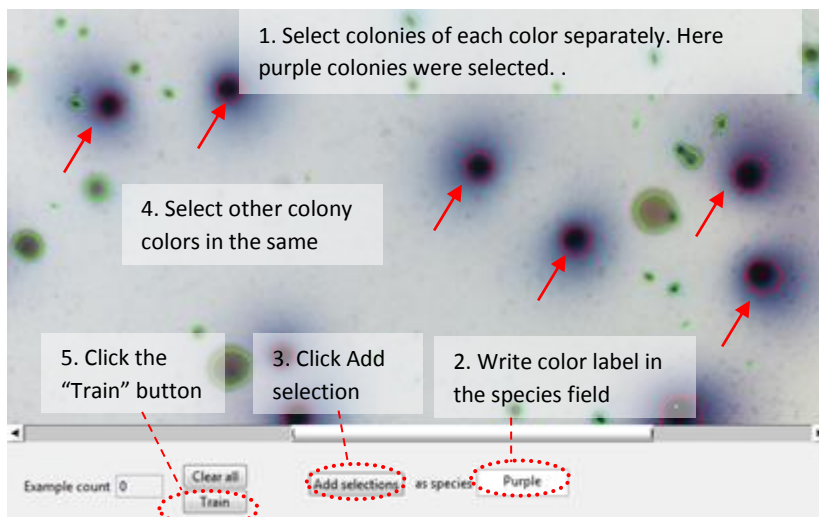 1. Select colonies of each color separately. Here
purple colonies were selected. .
4. Select other colony
colors in the same
5. Click the
“Train” button
3. Click Add
selection
2. Write color label in
the species field
Example count 0
Clear all
Train
Add selections as species Purple